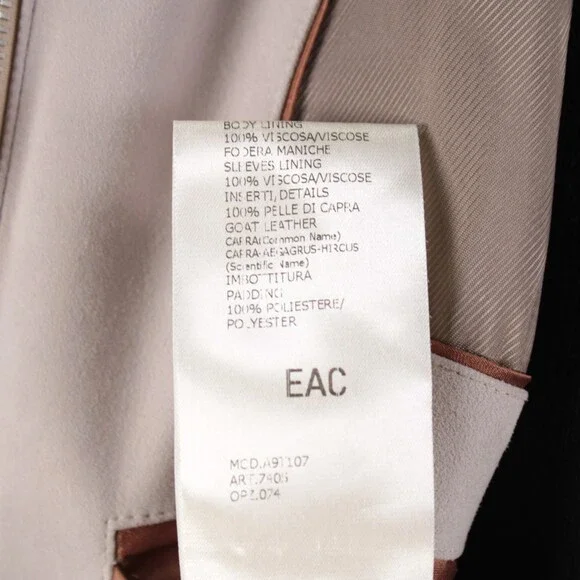 BODY LINING
100% VISCOSA/VISCOSE
FODERA MANICHE
SLEEVES LINING
100% VISCOSA/VISCOSE
INSERTI, DETAILS
100% PELLE DI CAPRA
GOAT LEATHER
CAPRA(Common Name)
CAPRA-AEGAGRUS-HIRCUS
(Scientific Name)
IMBOTTITURA
PADDING
100% POLIESTERE/
POLYESTER
EAC
MOD.A9T107
ART.7405
OPZ.074